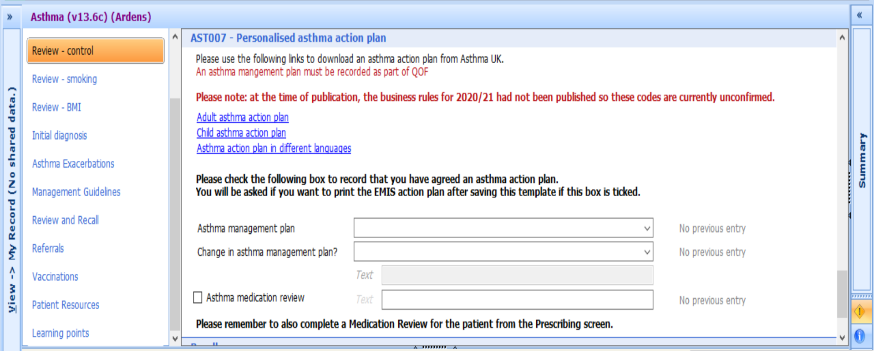 »
Asthma (v13.6c) (Ardens)
«
View -> My Record (No shared data.)
Review - control
Review - smoking
Review - BMI
Initial diagnosis
Asthma Exacerbations
Management Guidelines
Review and Recall
Referrals
Vaccinations
Patient Resources
Learning points
AST007 - Personalised asthma action plan
Please use the following links to download an asthma action plan from Asthma UK.
An asthma mangement plan must be recorded as part of QOF
Please note: at the time of publication, the business rules for 2020/21 had not been published so these codes are currently unconfirmed.
Adult asthma action plan
Child asthma action plan
Asthma action plan in different languages
Please check the following box to record that you have agreed an asthma action plan.
You will be asked if you want to print the EMIS action plan after saving this template if this box is ticked.
Asthma management plan No previous entry
Change in asthma management plan? No previous entry
Text
Asthma medication review Text No previous entry
Please remember to also complete a Medication Review for the patient from the Prescribing screen.
Summary